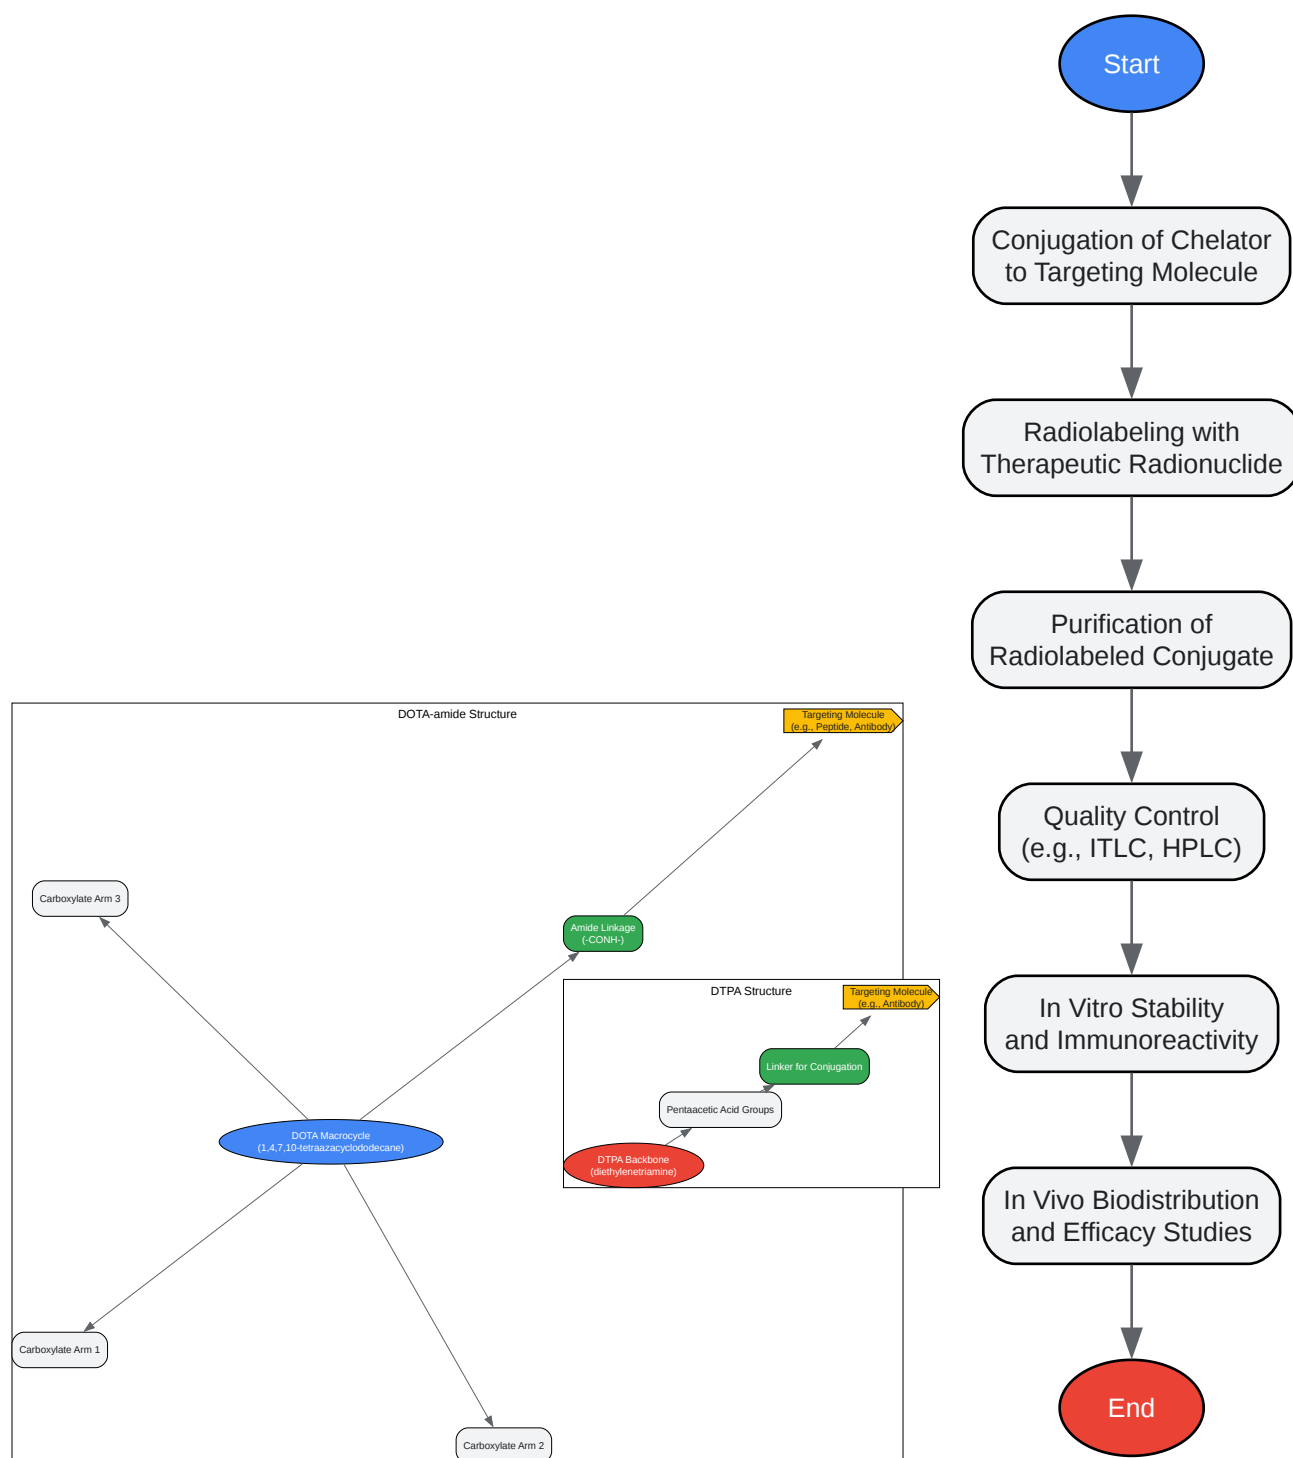 DOTA-amide Structure
Targeting Molecule
(e.g., Peptide, Antibody)
Carboxylate Arm 3
Amide Linkage
(-CONH-)
DTPA Structure
Targeting Molecule
(e.g., Antibody)
Linker for Conjugation
Pentaacetic Acid Groups
DTPA Backbone
(diethylenetriamine)
DOTA Macrocycle
(1,4,7,10-tetraazacyclododecane)
Carboxylate Arm 1
Carboxylate Arm 2
Start
Conjugation of Chelator
to Targeting Molecule
Radiolabeling with
Therapeutic Radionuclide
Purification of
Radiolabeled Conjugate
Quality Control
(e.g., ITLC, HPLC)
In Vitro Stability
and Immunoreactivity
In Vivo Biodistribution
and Efficacy Studies
End